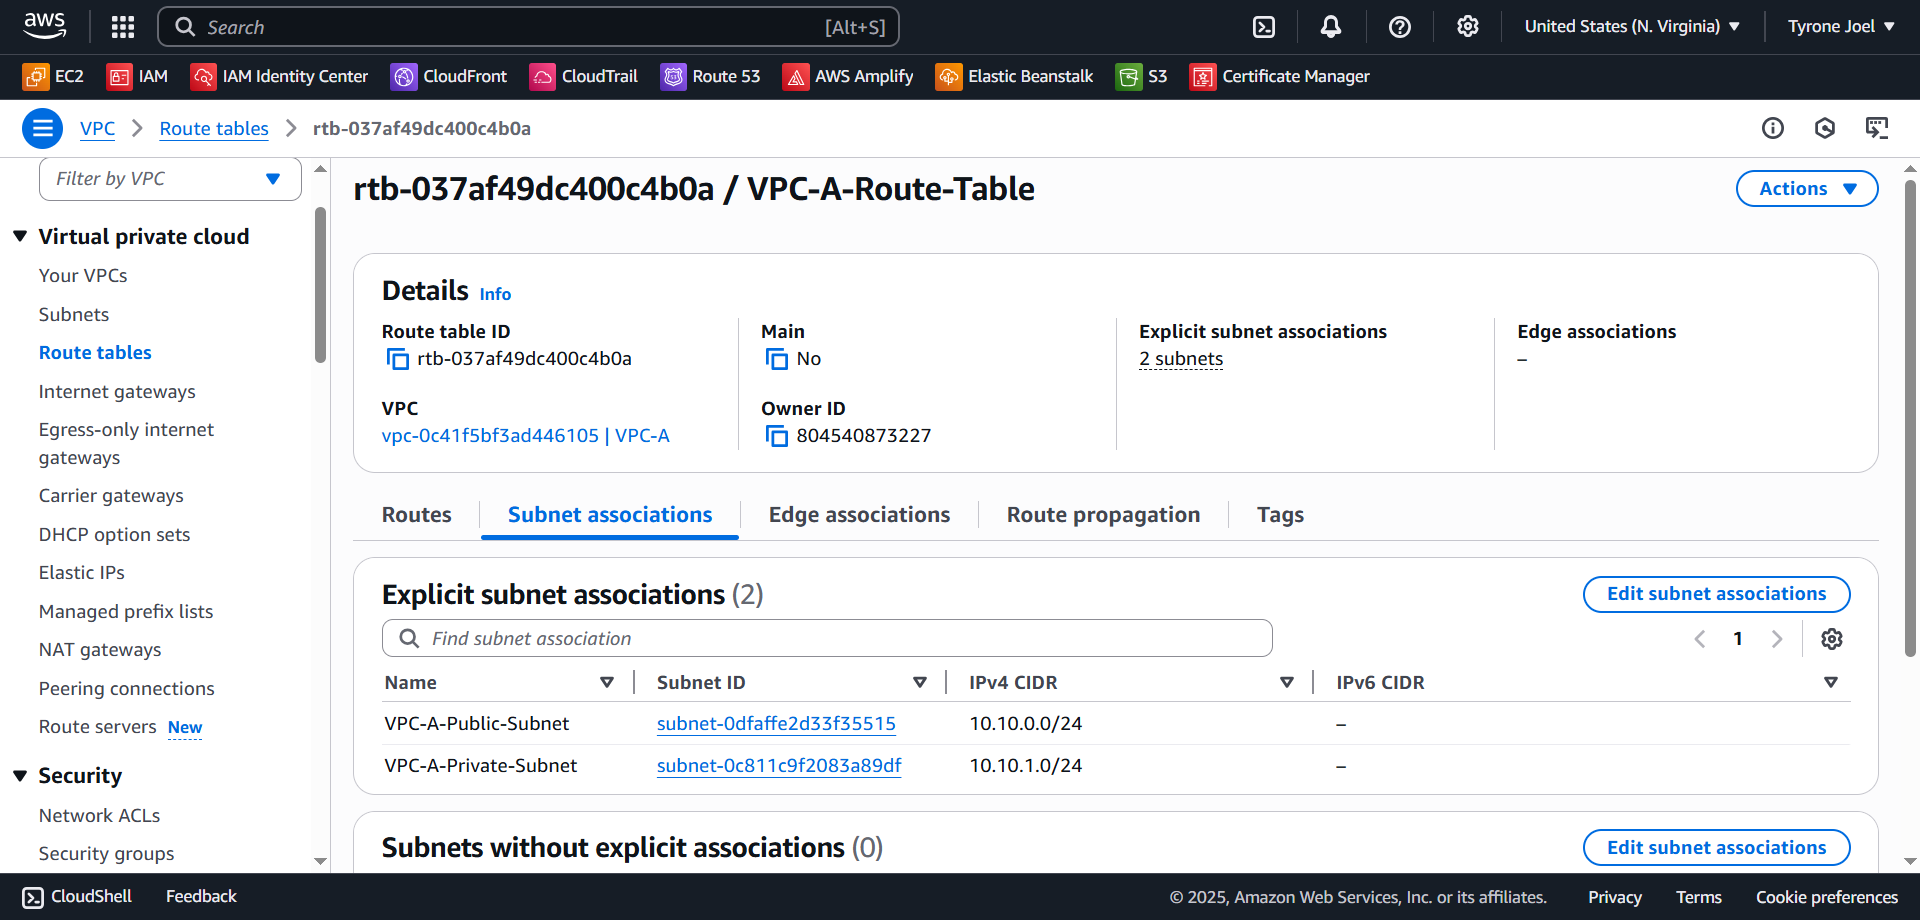 aws
Search [Alt+S]
United States (N. Virginia)
Tyrone Joel
EC2 IAM IAM Identity Center CloudFront CloudTrail Route 53 AWS Amplify Elastic Beanstalk S3 Certificate Manager
VPC Route tables rtb-037af49dc400c4b0a
Filter by VPC
Virtual private cloud
Your VPCs
Subnets
Route tables
Internet gateways
Egress-only internet
gateways
Carrier gateways
DHCP option sets
Elastic IPs
Managed prefix lists
NAT gateways
Peering connections
Route servers New
Security
Network ACLs
Security groups
rtb-037af49dc400c4b0a / VPC-A-Route-Table
Actions
Details Info
Route table ID
rtb-037af49dc400c4b0a
Main
No
Explicit subnet associations
2 subnets
Edge associations
–
VPC
vpc-0c41f5bf3ad446105 | VPC-A
Owner ID
804540873227
Routes Subnet associations Edge associations Route propagation Tags
Explicit subnet associations (2)
Edit subnet associations
Find subnet association
1
Name Subnet ID IPv4 CIDR IPv6 CIDR
VPC-A-Public-Subnet subnet-0dfaffe2d33f35515 10.10.0.0/24 –
VPC-A-Private-Subnet subnet-0c811c9f2083a89df 10.10.1.0/24 –
Subnets without explicit associations (0)
Edit subnet associations
CloudShell Feedback
© 2025, Amazon Web Services, Inc. or its affiliates. Privacy Terms Cookie preferences